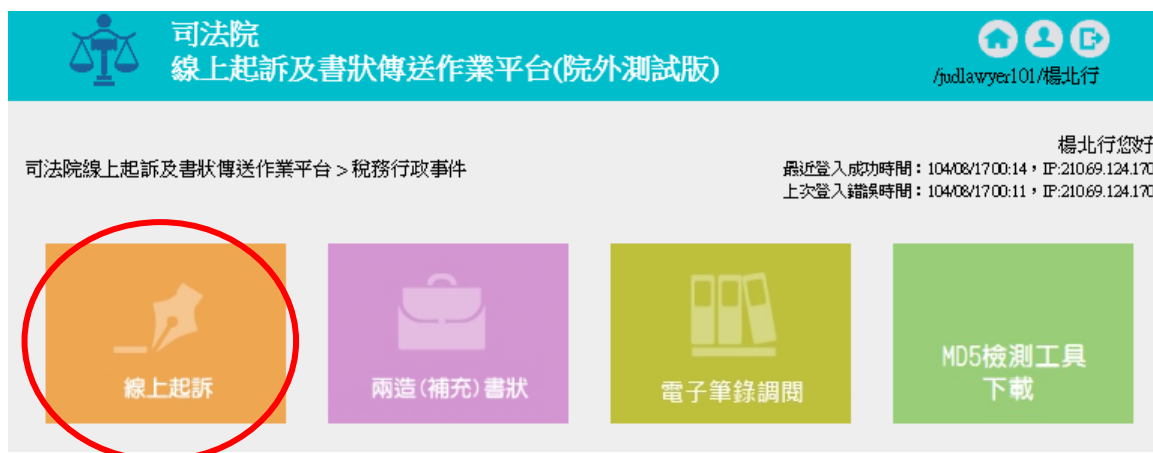 司法院
線上起訴及書狀傳送作業平台(院外測試版)
/judlawyer101/楊北行
楊北行您好
司法院線上起訴及書狀傳送作業平台 > 稅務行政事件
最近登入成功時間：104/08/17 00:14，IP:210.69.124.170
上次登入錯誤時間：104/08/17 00:11，IP:210.69.124.170
線上起訴
兩造(補充)書狀
電子筆錄調閱
MD5檢測工具
下載